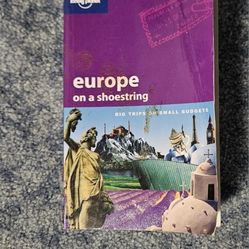 europe
on a shoestring
BIG TRIPS ON SMALL BUDGETS